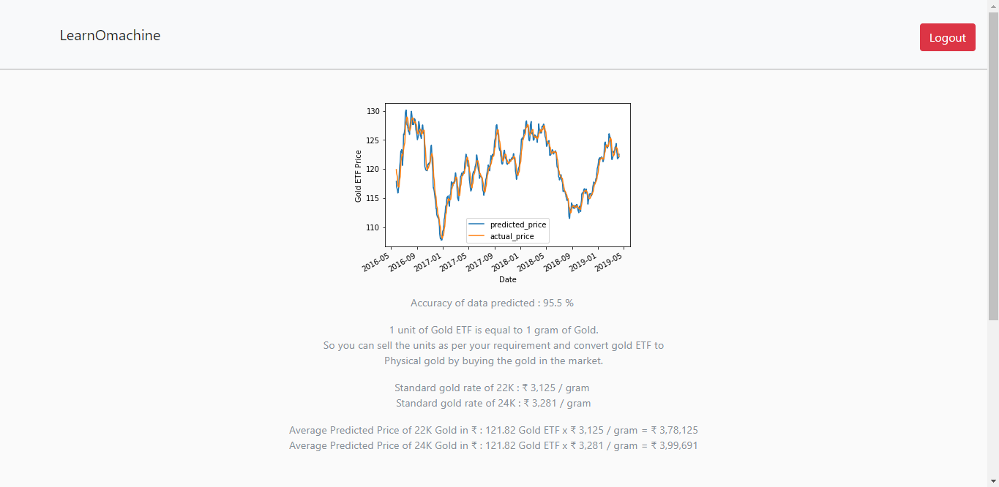 LearnOmachine
Logout
130
125
120
115
110
Gold ETF Price
predicted_price
actual_price
2016-05
2016-09
2017-01
2017-05
2017-09
2018-01
2018-05
2018-09
2019-01
2019-05
Date
Accuracy of data predicted : 95.5 %
1 unit of Gold ETF is equal to 1 gram of Gold.
So you can sell the units as per your requirement and convert gold ETF to
Physical gold by buying the gold in the market.
Standard gold rate of 22K : ₹ 3,125 / gram
Standard gold rate of 24K : ₹ 3,281 / gram
Average Predicted Price of 22K Gold in ₹ : 121.82 Gold ETF x ₹ 3,125 / gram = ₹ 3,78,125
Average Predicted Price of 24K Gold in ₹ : 121.82 Gold ETF x ₹ 3,281 / gram = ₹ 3,99,691